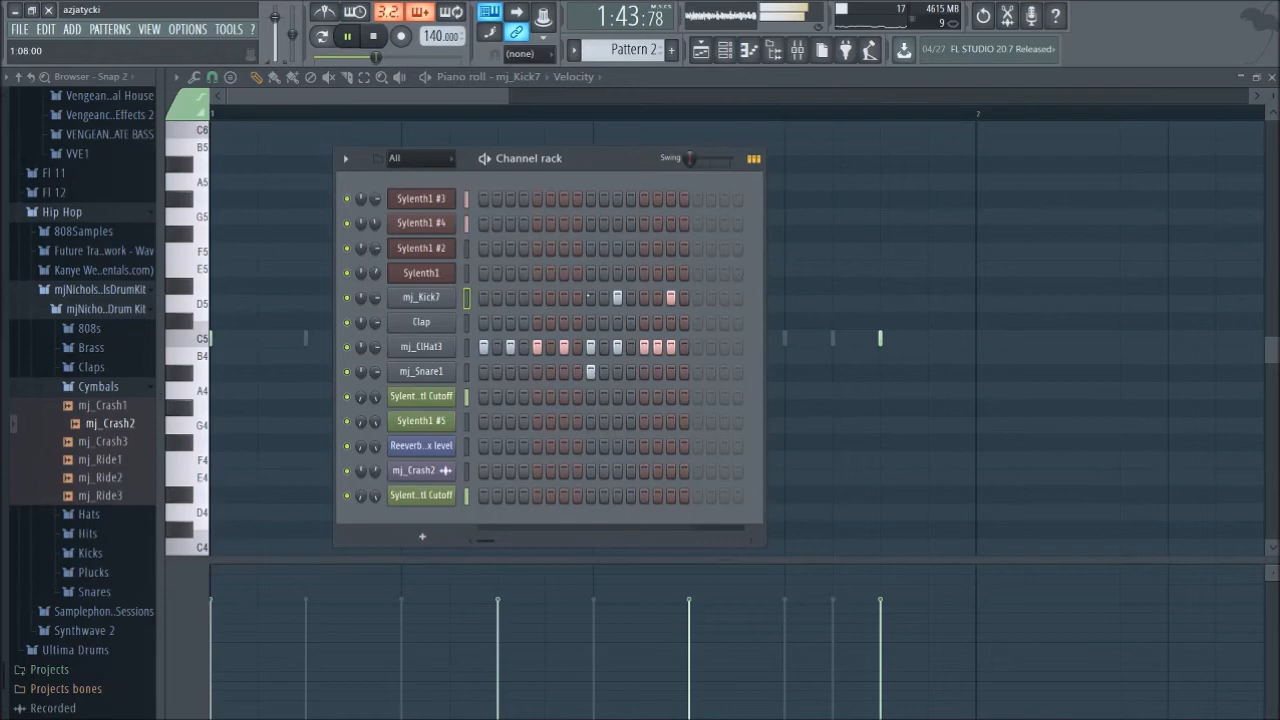 azjatycki
FILE EDIT ADD PATTERNS VIEW OPTIONS TOOLS ?
1:08:00
3.2.
140.000
1:43:78
Pattern 2
(none)
17
4615 MB
9
04/27 FL STUDIO 20.7 Released
Browser - Snap 2
Piano roll - mj_Kick7 Velocity
Vengean..al House
Vengeanc..Effects 2
VENGEAN..ATE BASS
VVE1
Fl 11
Fl 12
Hip Hop
808Samples
Future Tra..work - Wav
Kanye We..entals.com)
mjNichols..lsDrumKit
mjNicho..Drum Kit
808s
Brass
Claps
Cymbals
mj_Crash1
mj_Crash2
mj_Crash3
mj_Ride1
mj_Ride2
mj_Ride3
Hats
Hits
Kicks
Plucks
Snares
Samplephon..Sessions
Synthwave 2
Ultima Drums
Projects
Projects bones
Recorded
1
2
C6
B5
A5
G5
F5
E5
D5
C5
B4
A4
G4
F4
E4
D4
C4
All
Channel rack
Swing
Sylenth1 #3
Sylenth1 #4
Sylenth1 #2
Sylenth1
mj_Kick7
Clap
mj_ClHat3
mj_Snare1
Sylent..tl Cutoff
Sylenth1 #5
Reeverb..x level
mj_Crash2
Sylent..tl Cutoff
+